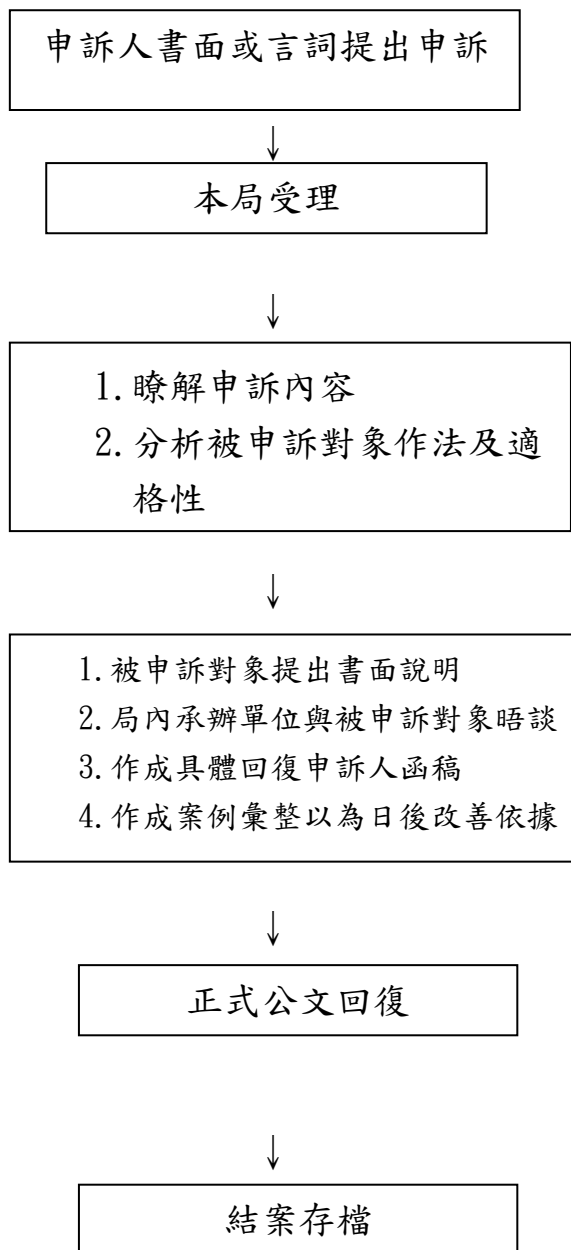 申訴人書面或言詞提出申訴
↓
本局受理
↓
1.瞭解申訴內容
2.分析被申訴對象作法及適
格性
↓
1.被申訴對象提出書面說明
2.局內承辦單位與被申訴對象晤談
3.作成具體回復申訴人函稿
4.作成案例彙整以為日後改善依據
↓
正式公文回復
↓
結案存檔